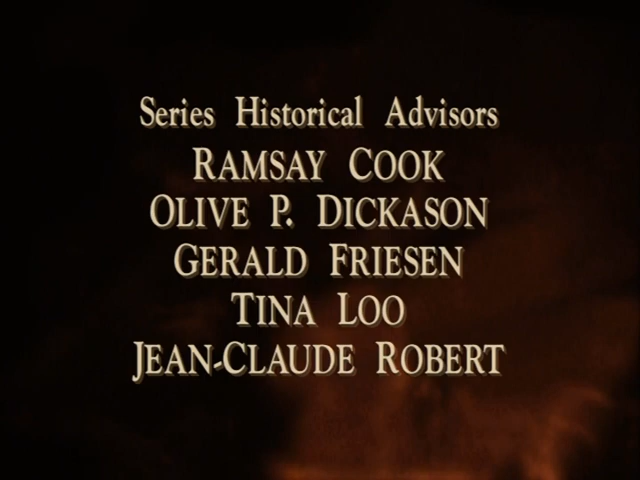 Series Historical Advisors
RAMSAY COOK
OLIVE P. DICKASON
GERALD FRIESEN
TINA LOO
JEAN-CLAUDE ROBERT